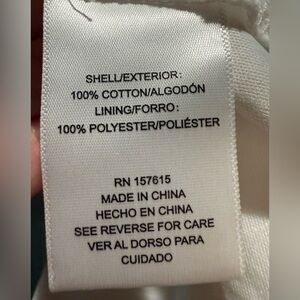 SHELL/EXTERIOR:
100% COTTON/ALGODÓN
LINING/FORRO:
100% POLYESTER/POLIÉSTER
RN 157615
MADE IN CHINA
HECHO EN CHINA
SEE REVERSE FOR CARE
VER AL DORSO PARA
CUIDADO